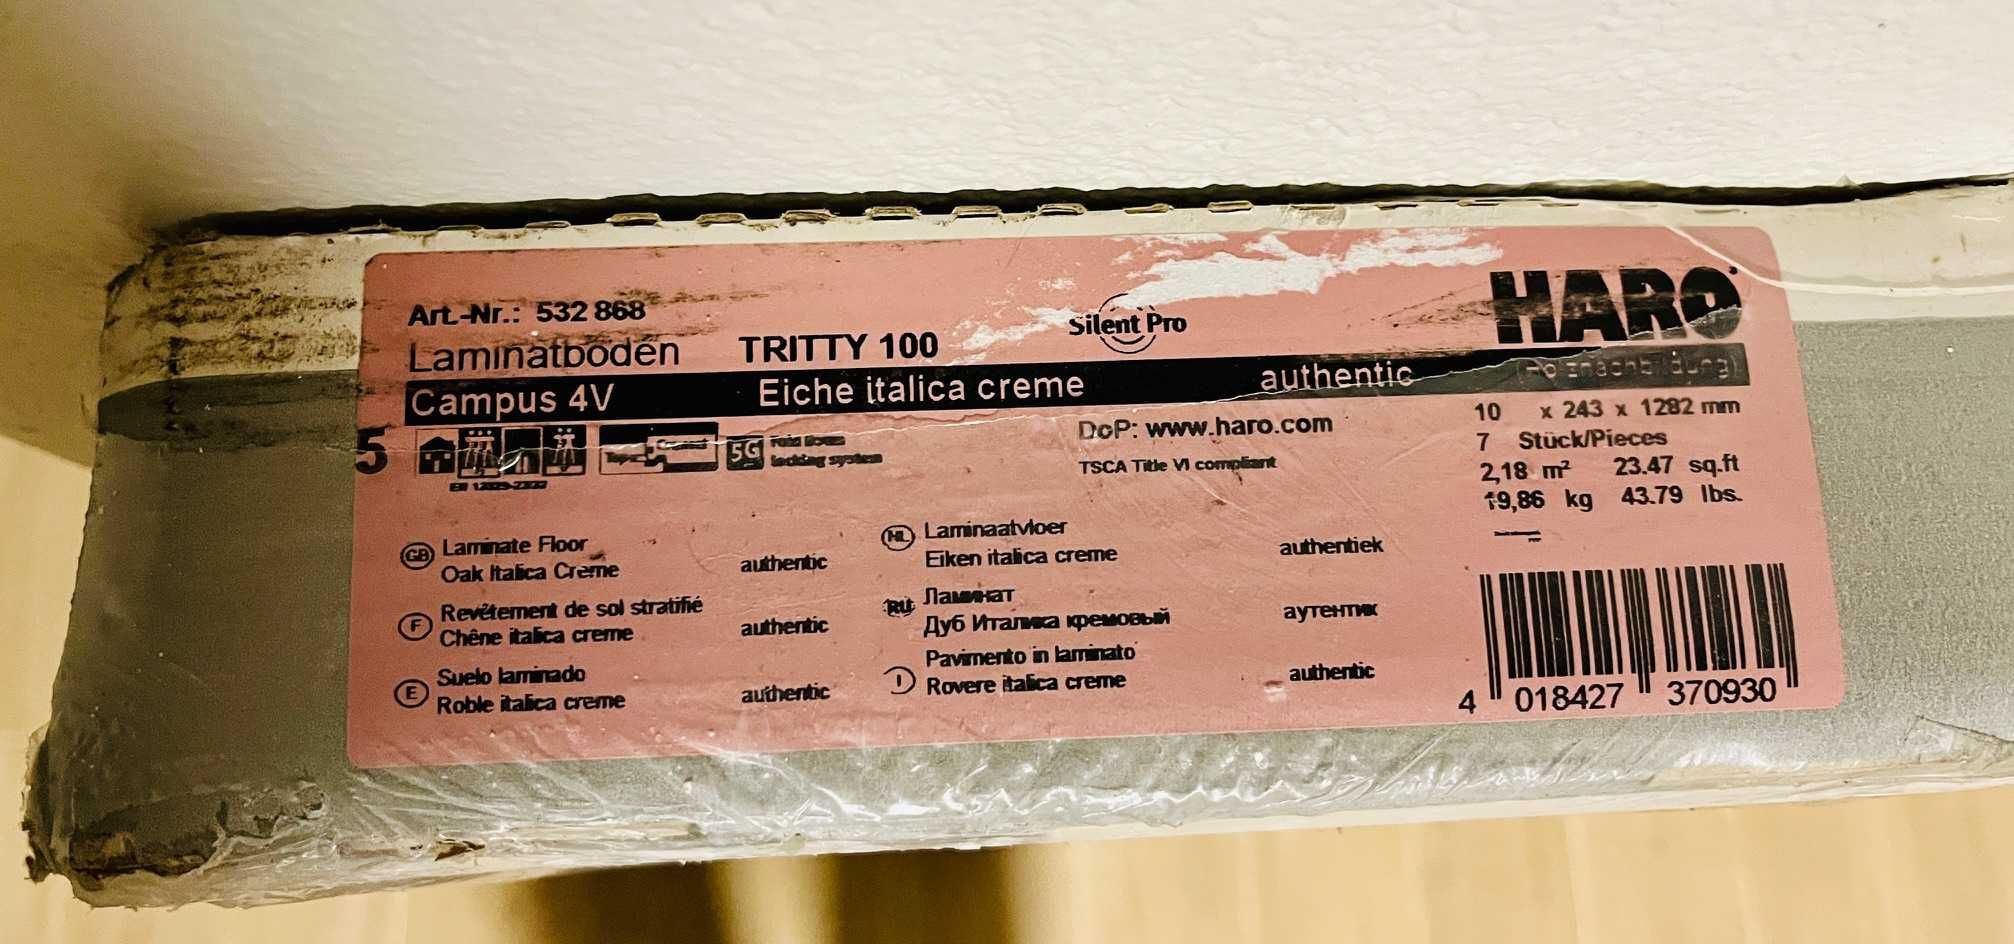 Art.-Nr.: 532 868
Laminatboden TRITTY 100
Silent Pro
HARO
Campus 4V Eiche italica creme authentic (Holznachbildung)
5
5G
locking system
DoP: www.haro.com
TSCA Title VI compliant
10 x 243 x 1282 mm
7 Stück/Pieces
2,18 m² 23.47 sq.ft
19,86 kg 43.79 lbs.
GB Laminate Floor
Oak Italica Creme authentic
F Revêtement de sol stratifié
Chêne italica creme authentic
E Suelo laminado
Roble italica creme authentic
NL Laminaatvloer
Eiken italica creme authentiek
RU Ламинат
Дуб Италика кремовый аутентик
I Pavimento in laminato
Rovere italica creme authentic
4 018427 370930